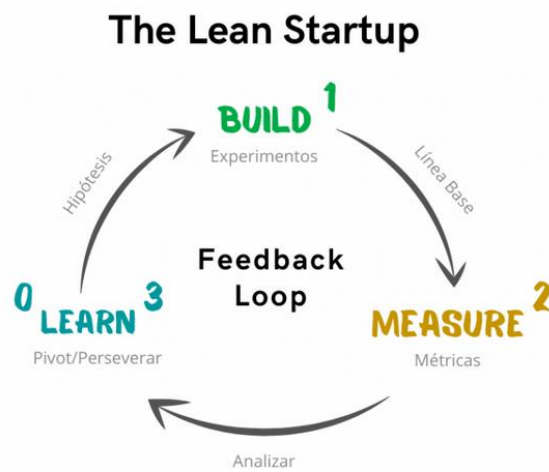 The Lean Startup
BUILD 1
Experimentos
Hipótesis
Línea Base
Feedback
Loop
0 LEARN 3
Pivot/Perseverar
MEASURE 2
Métricas
Analizar